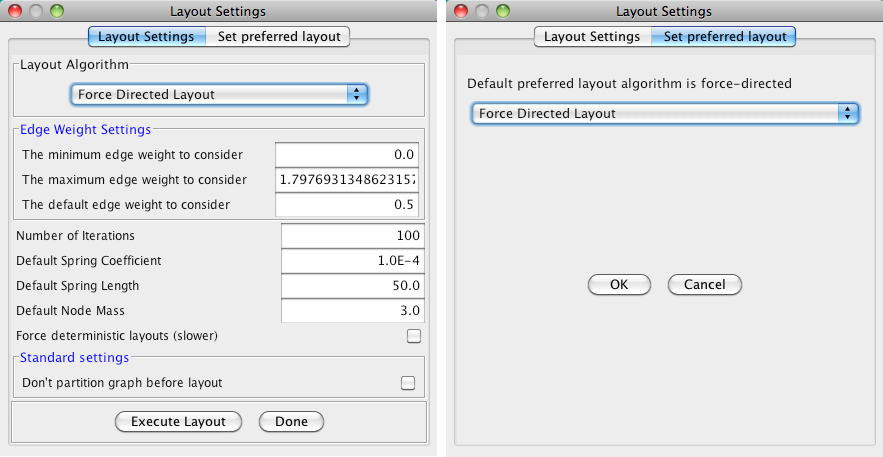 Layout Settings
Layout Settings Set preferred layout
Layout Algorithm
Force Directed Layout
Edge Weight Settings
The minimum edge weight to consider 0.0
The maximum edge weight to consider 1.7976931348623157
The default edge weight to consider 0.5
Number of Iterations 100
Default Spring Coefficient 1.0E-4
Default Spring Length 50.0
Default Node Mass 3.0
Force deterministic layouts (slower)
Standard settings
Don't partition graph before layout
Execute Layout Done
Layout Settings
Layout Settings Set preferred layout
Default preferred layout algorithm is force-directed
Force Directed Layout
OK Cancel